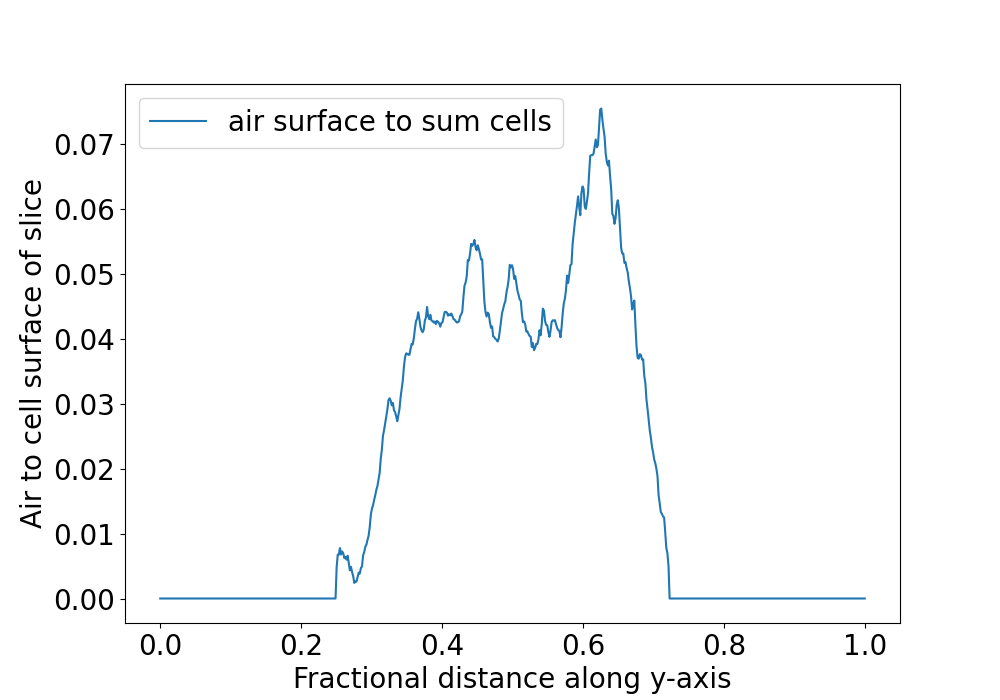 air surface to sum cells
Air to cell surface of slice
0.07
0.06
0.05
0.04
0.03
0.02
0.01
0.00
0.0 0.2 0.4 0.6 0.8 1.0
Fractional distance along y-axis